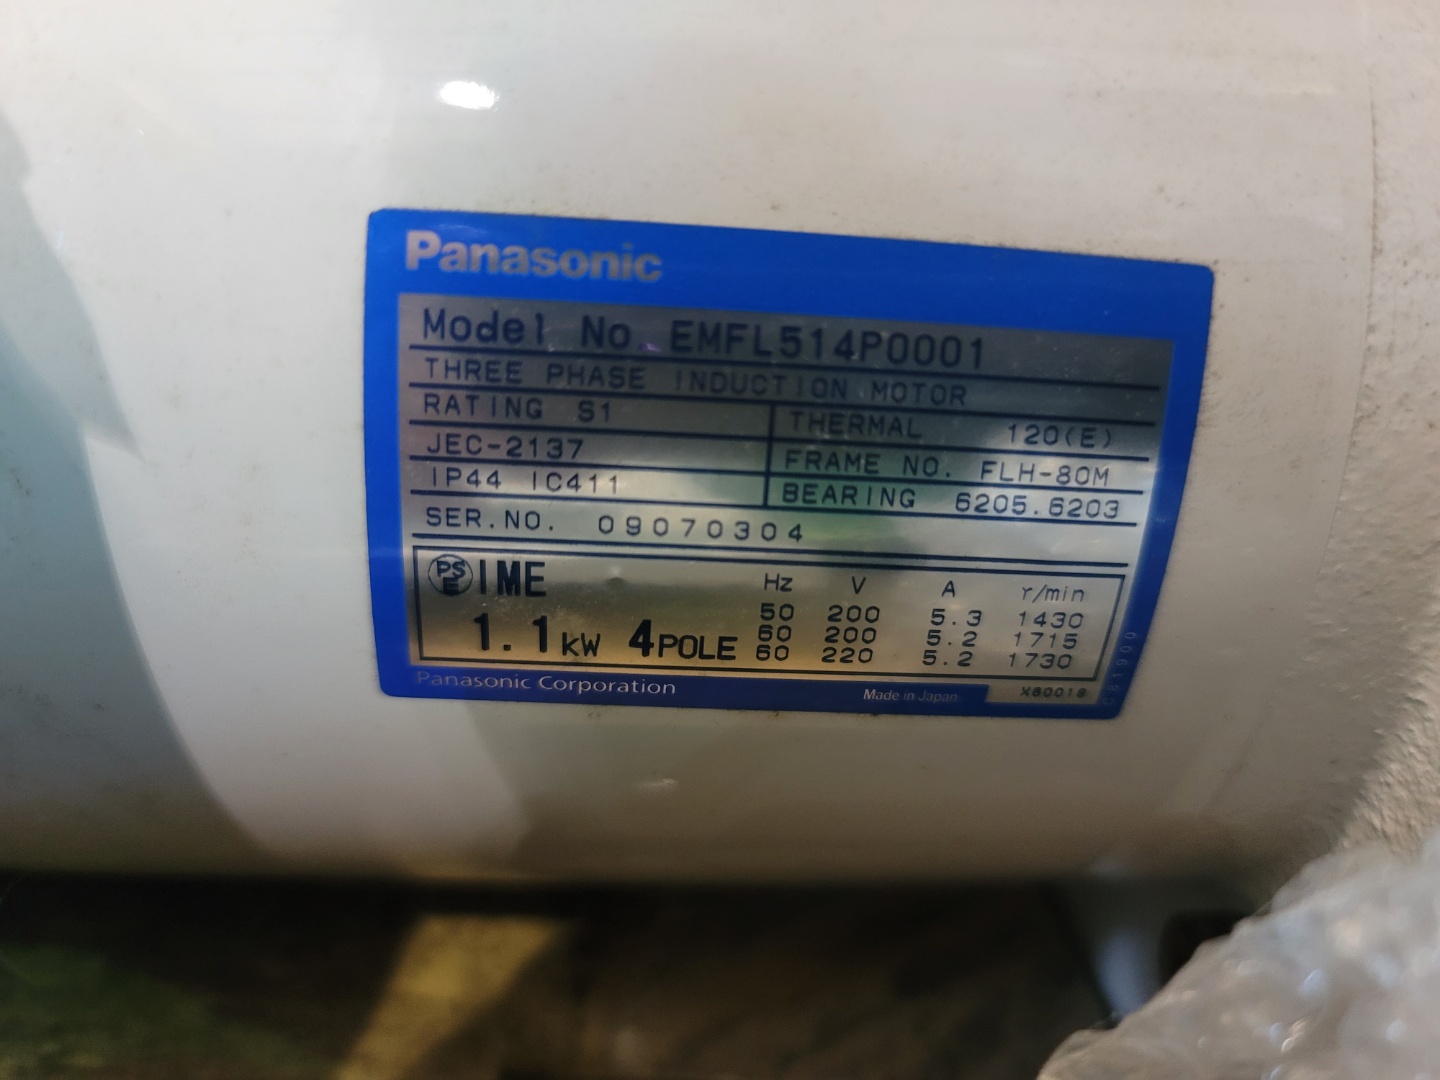 Panasonic
Model No. EMFL514P0001
THREE PHASE INDUCTION MOTOR
RATING S1
THERMAL 120(E)
JEC-2137
FRAME NO. FLH-80M
IP44 IC411
BEARING 6205.6203
SER.NO. 09070304
PS E IME
Hz V A r/min
50 200 5.3 1430
1.1kW 4POLE
60 200 5.2 1715
60 220 5.2 1730
Panasonic Corporation
Made in Japan